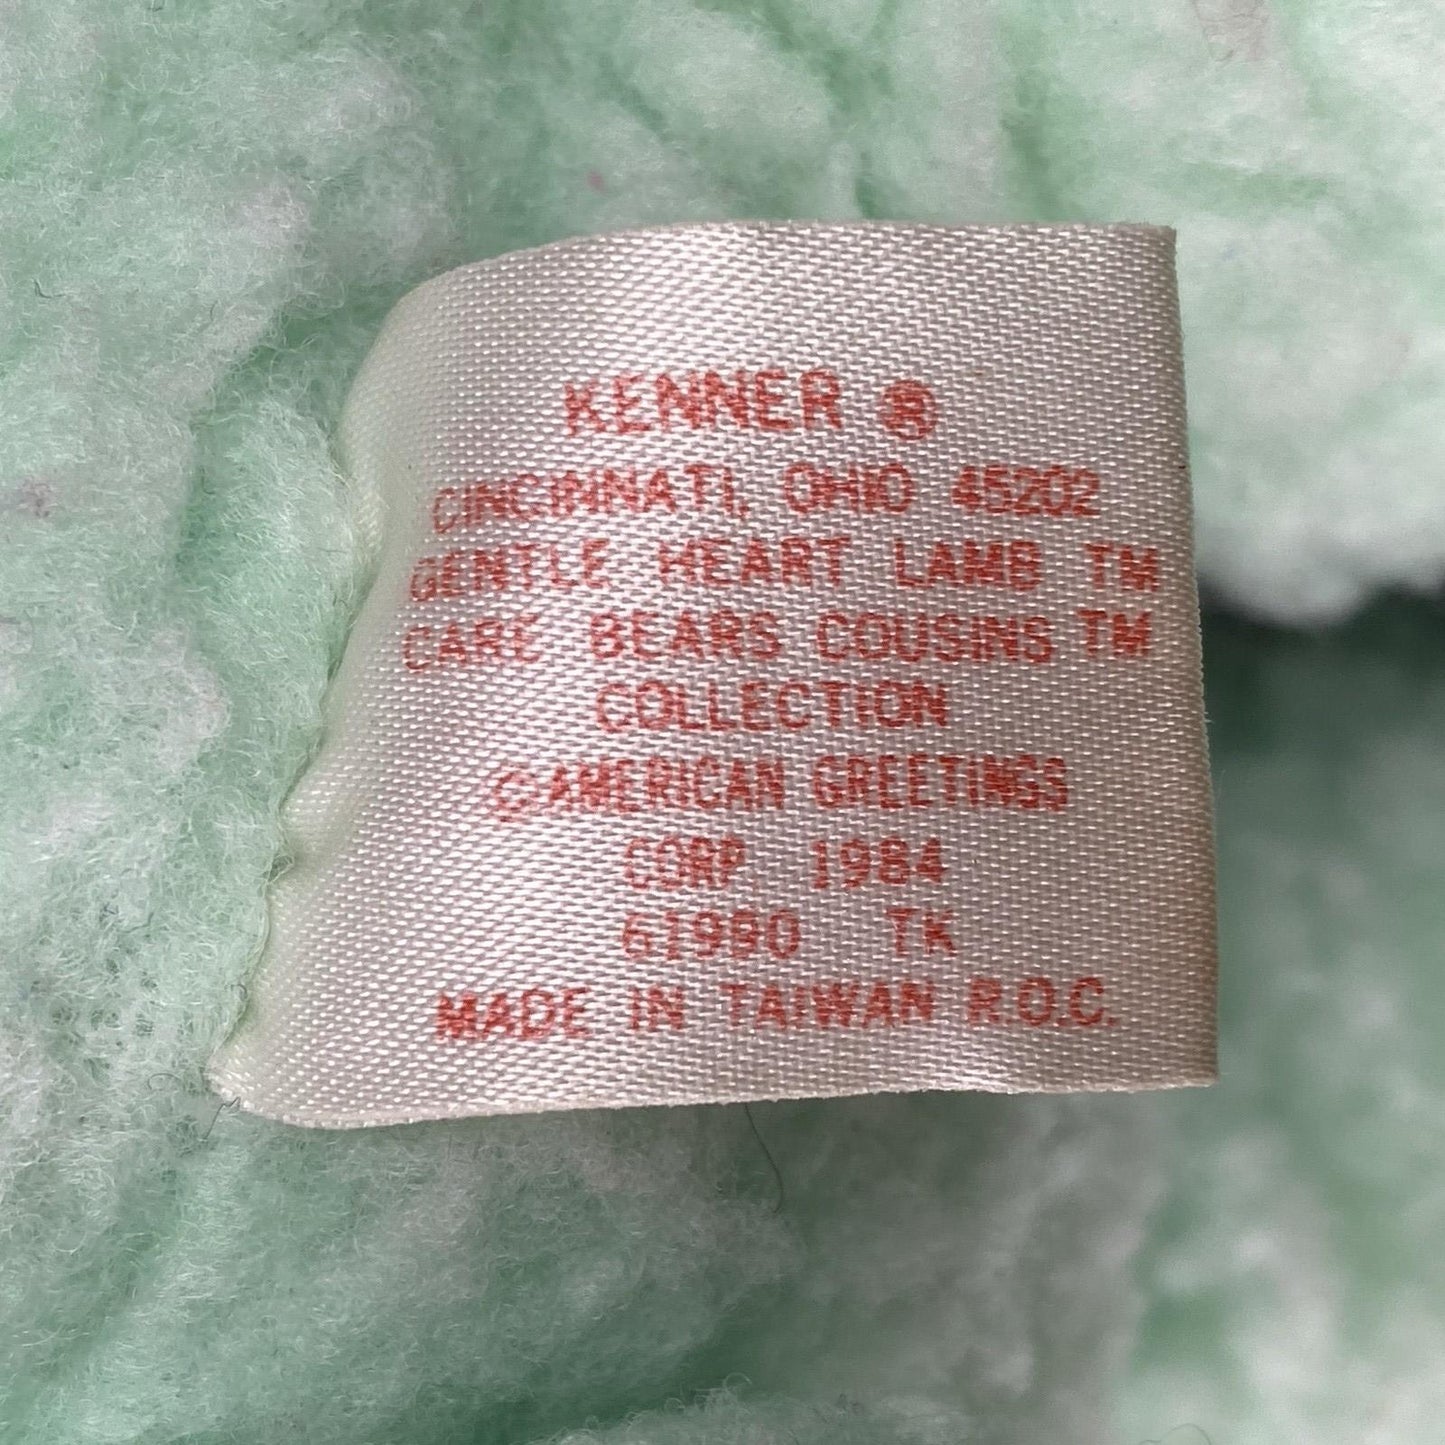 KENNER ®
CINCINNATI, OHIO 45202
GENTLE HEART LAMB TM
CARE BEARS COUSINS TM
COLLECTION
©AMERICAN GREETINGS
CORP 1984
61990 TK
MADE IN TAIWAN R.O.C.